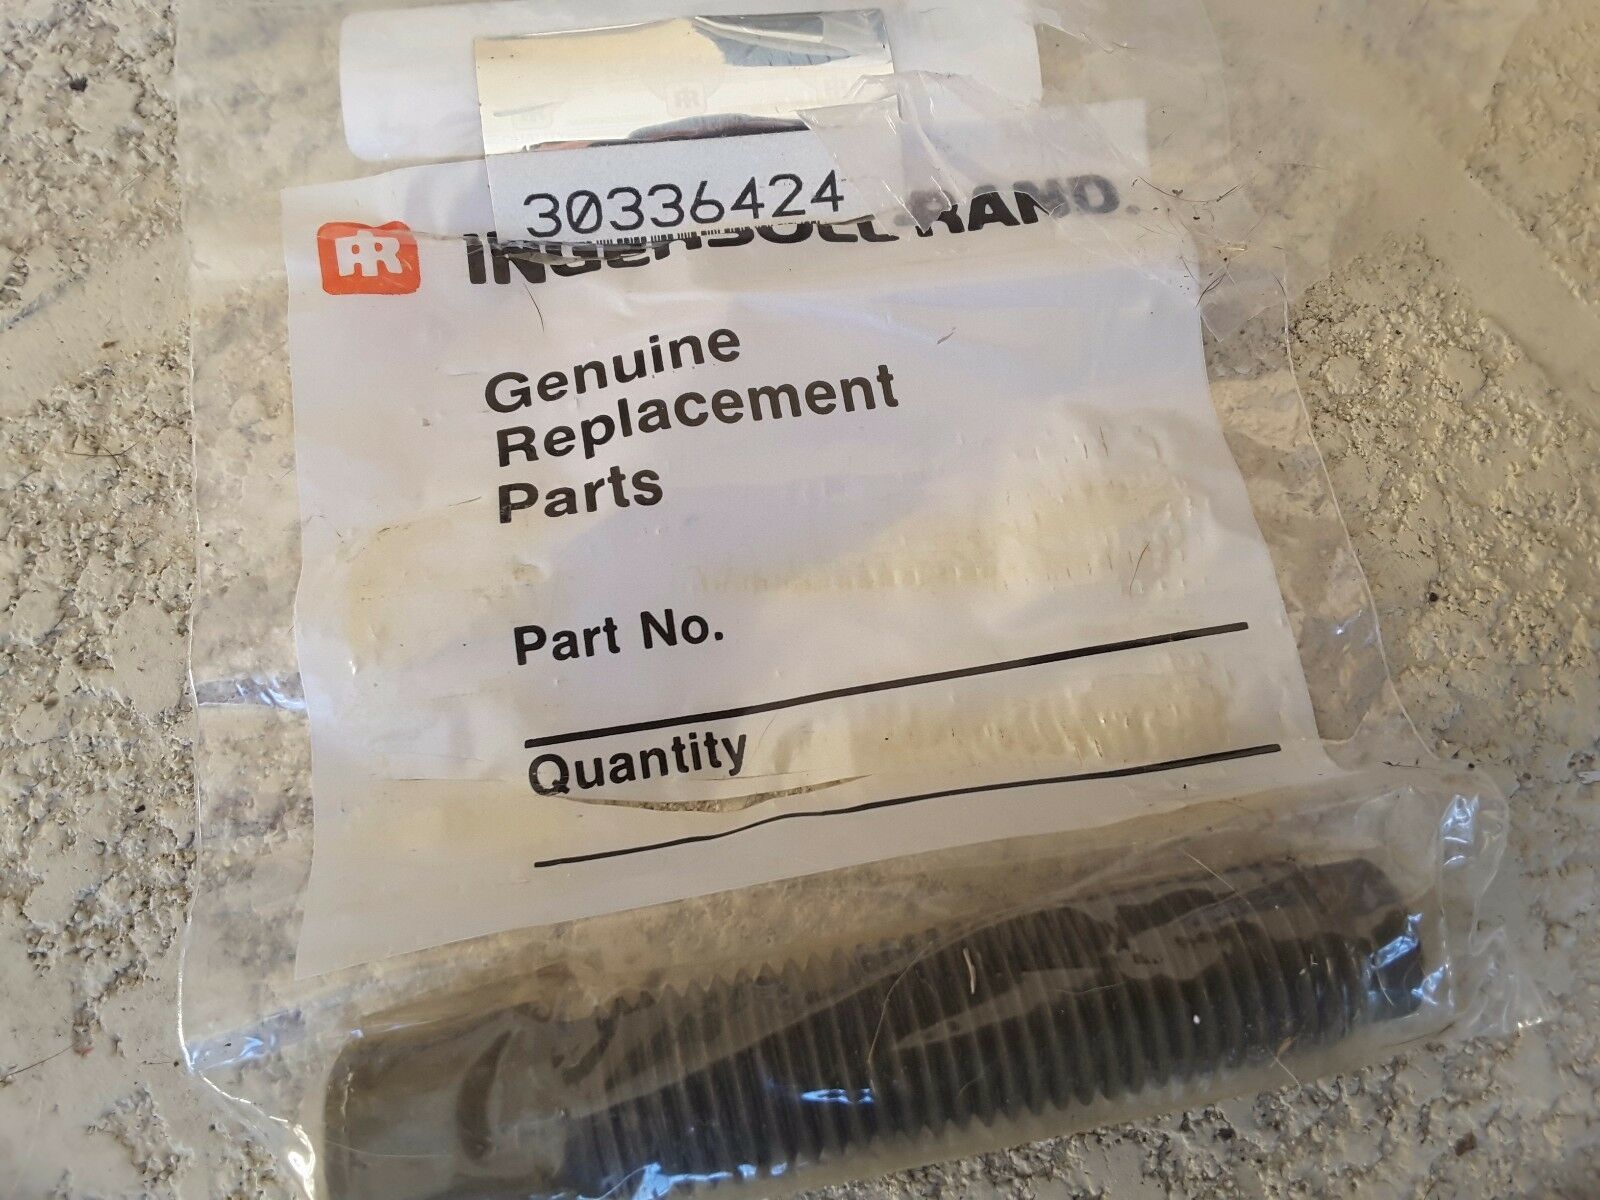 30336424
IR INGERSOLL-RAND®
Genuine
Replacement
Parts
Part No.
Quantity